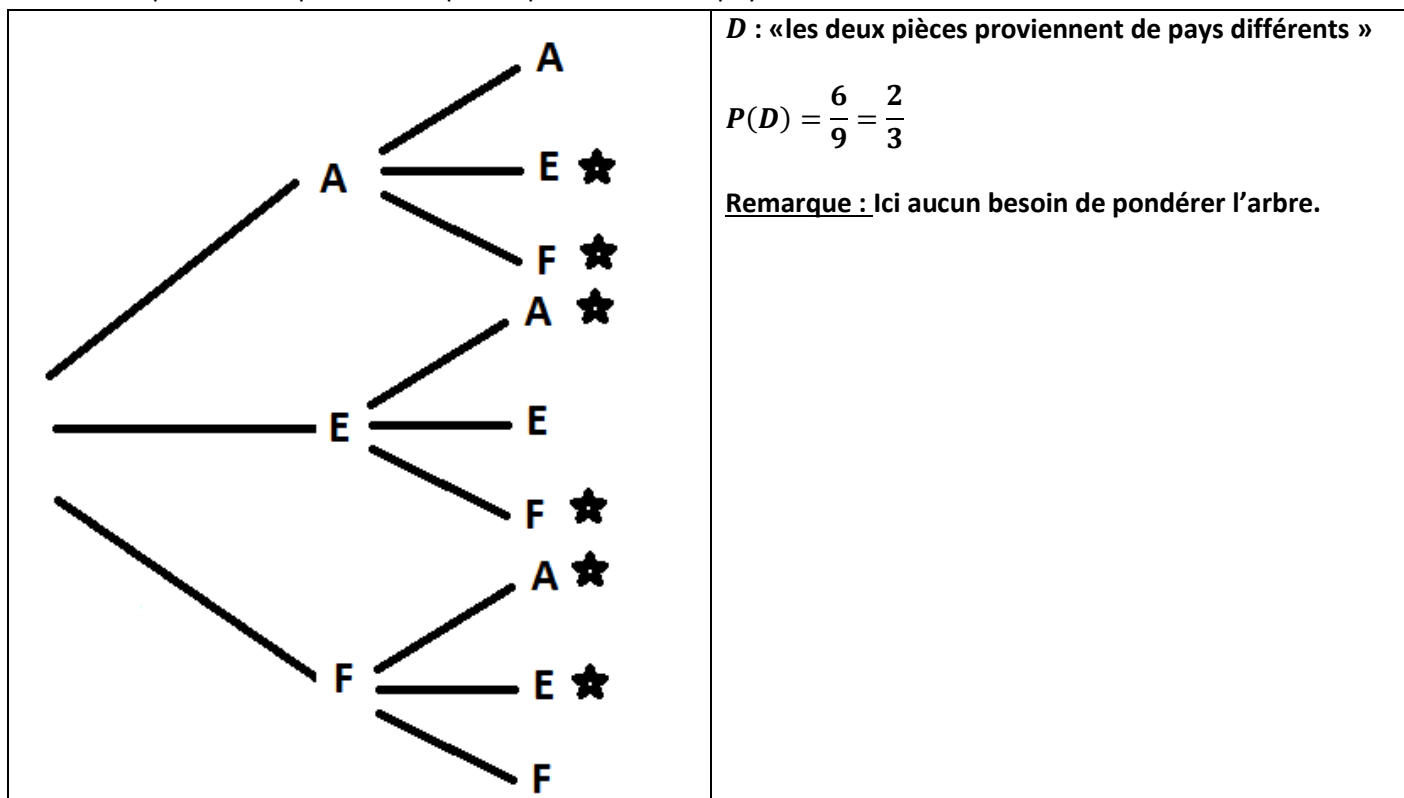 A
E
F
A
A
E
F
E
A
E
F
F
D : «les deux pièces proviennent de pays différents »
P(D) = 6/9 = 2/3
Remarque : Ici aucun besoin de pondérer l’arbre.